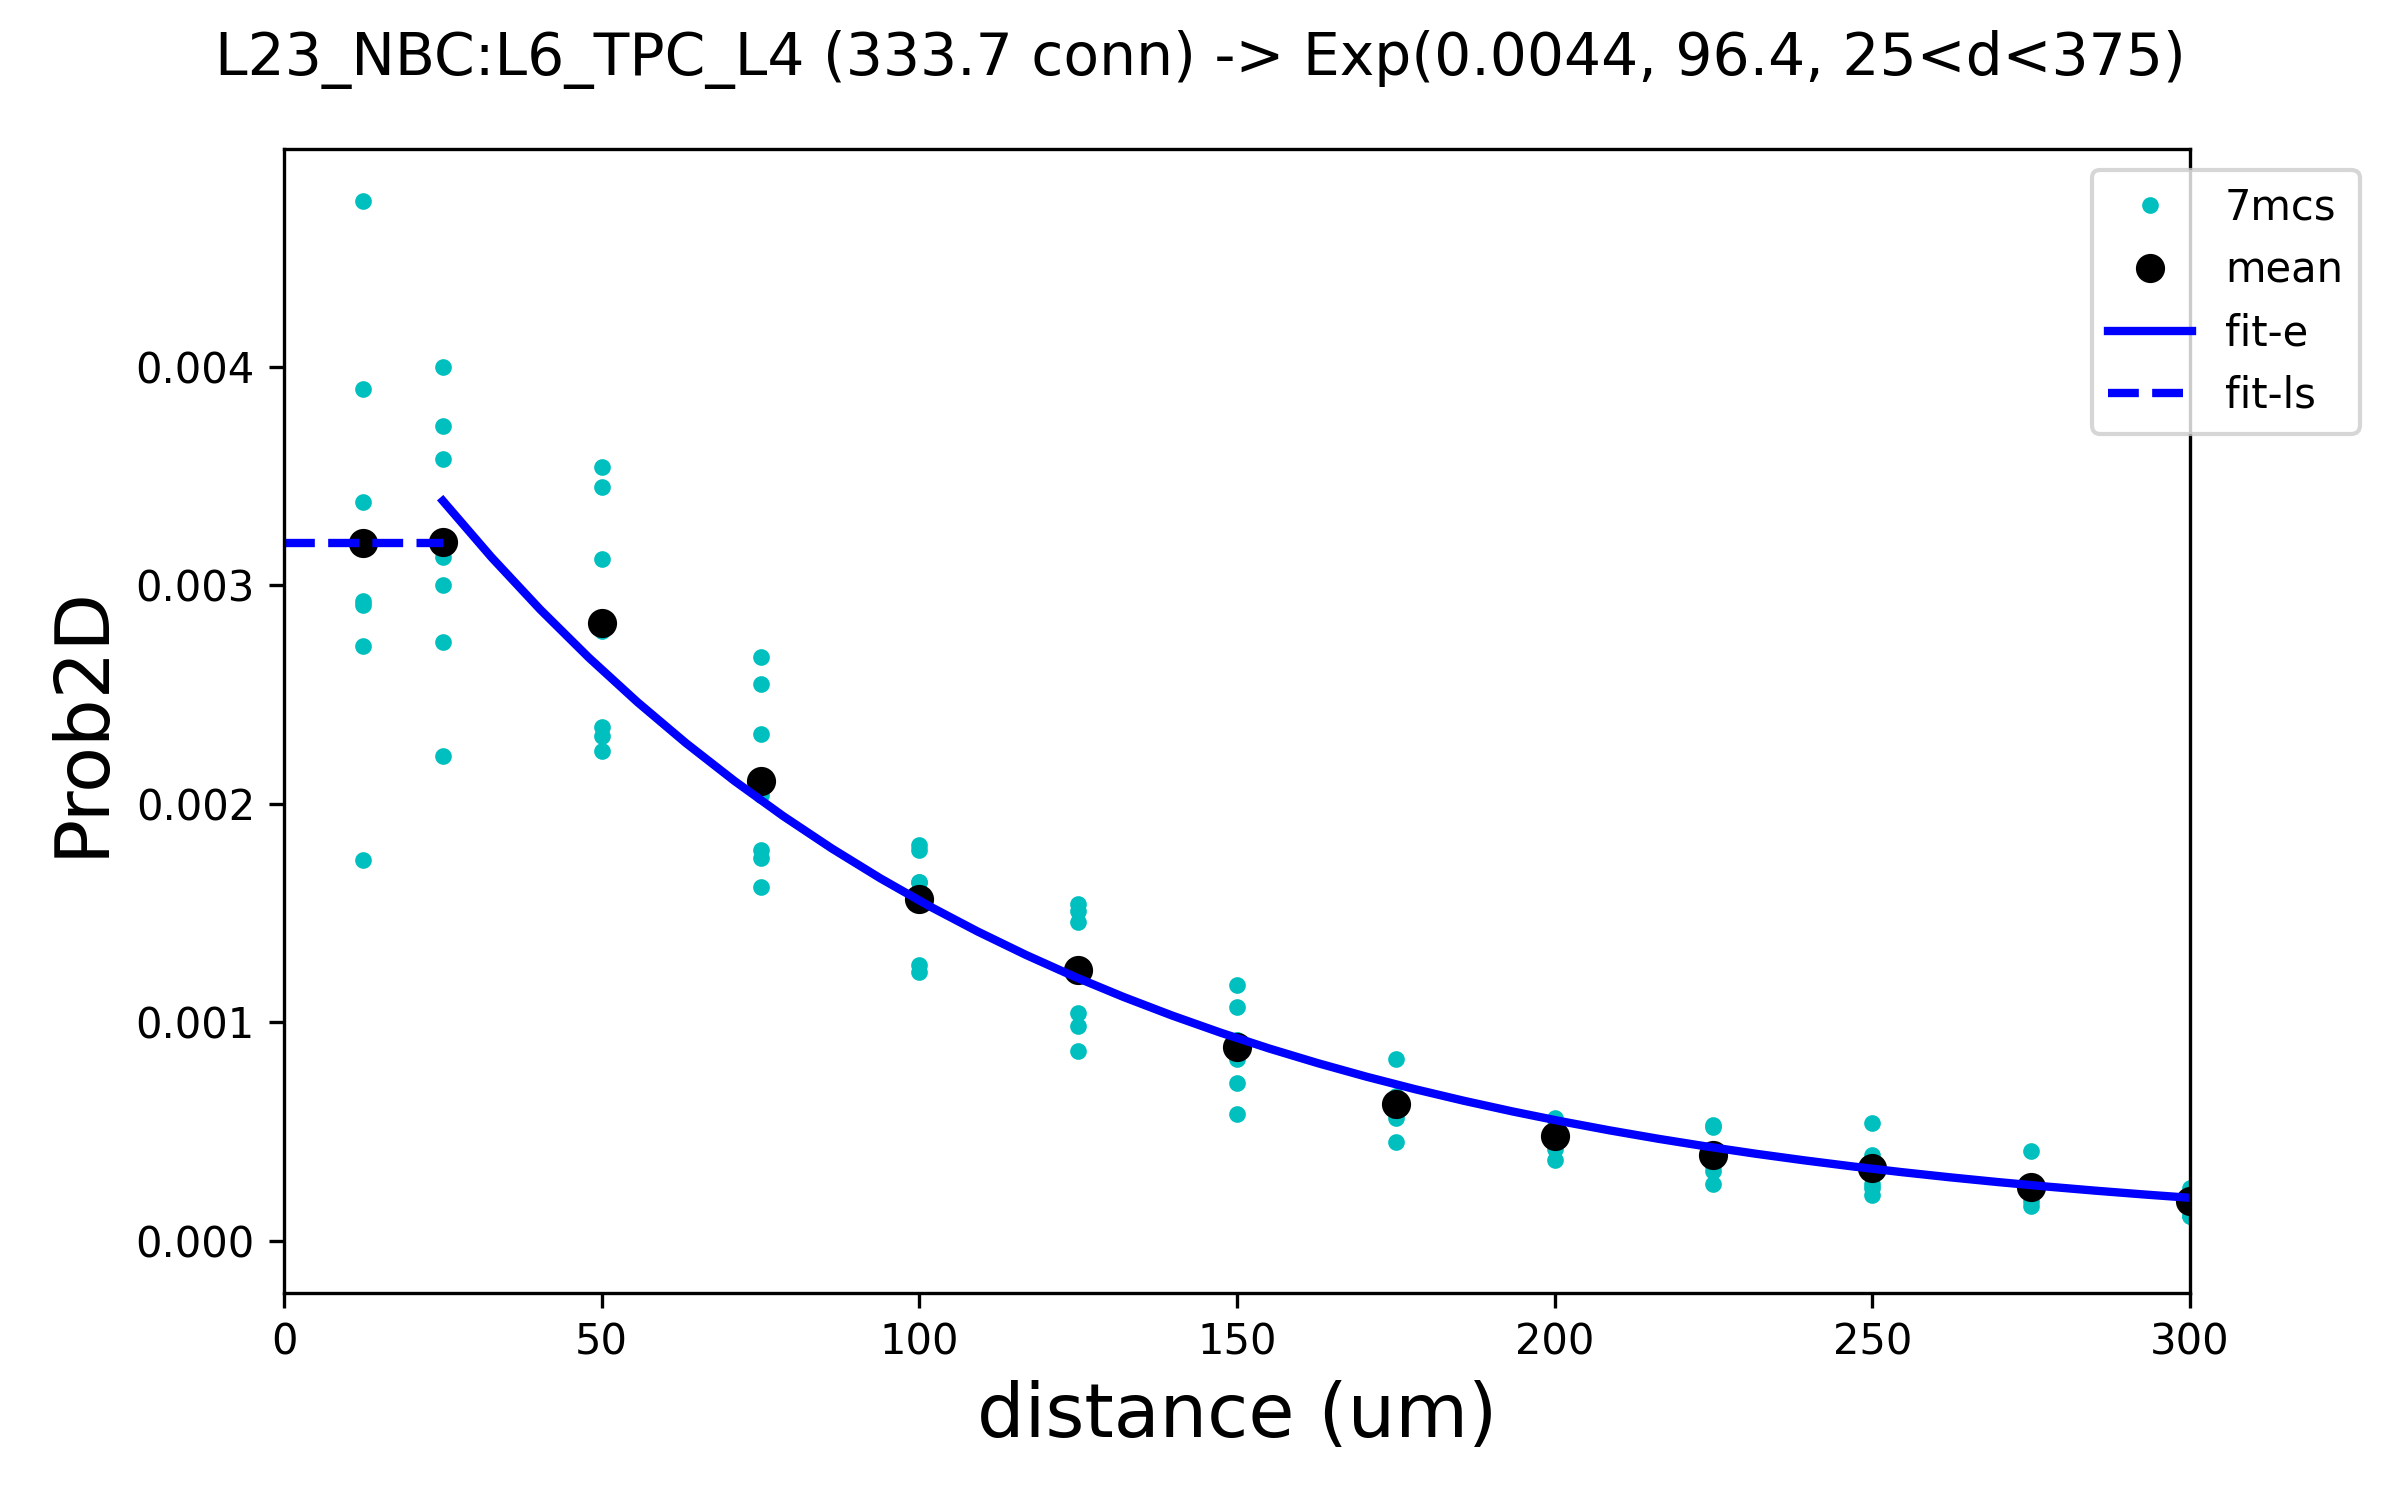 L23_NBC:L6_TPC_L4 (333.7 conn) -> Exp(0.0044, 96.4, 25<d<375)
7mcs
mean
fit-e
fit-ls
Prob2D
0.004
0.003
0.002
0.001
0.000
0 50 100 150 200 250 300
distance (um)